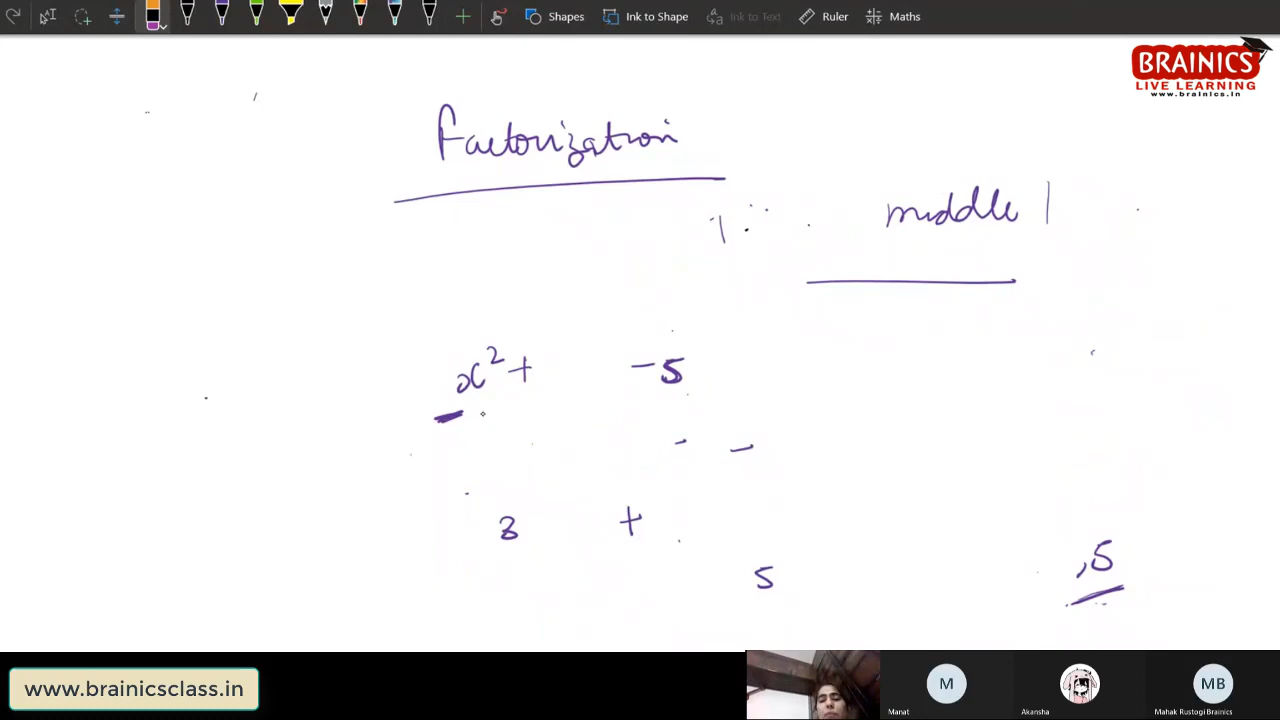 Shapes Ink to Shape Ink to Text Ruler Maths
BRAINICS
LIVE LEARNING
www.brainics.in
Factorization
middle
x² + - 5
3 +
5
, 5
www.brainicsclass.in
M MB
Manat Akansha Mahak Rustogi Brainics